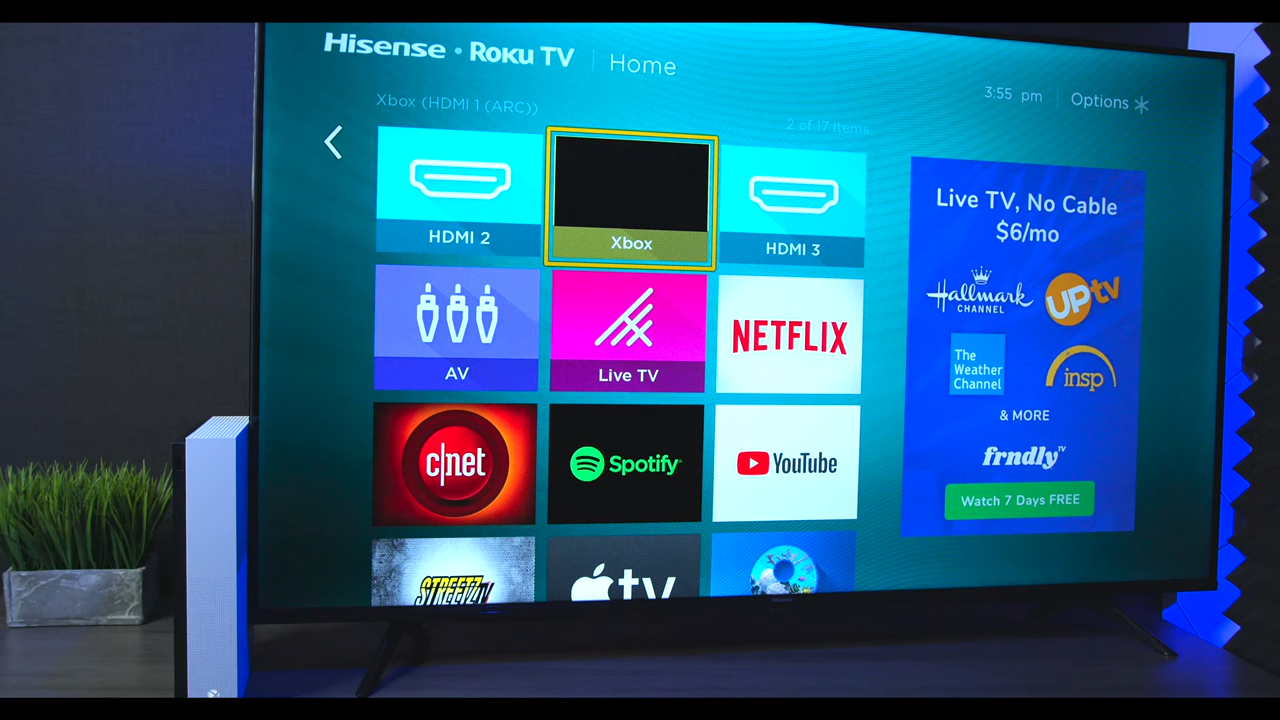 Hisense • Roku TV | Home
3:55 pm | Options
Xbox (HDMI 1 (ARC))
2 of 17 items
HDMI 2
Xbox
HDMI 3
AV
Live TV
NETFLIX
c|net
Spotify
YouTube
STREETZTV
tv
Live TV, No Cable
$6/mo
Hallmark
CHANNEL
UPtv
The
Weather
Channel
insp
& MORE
frndly TV
Watch 7 Days FREE
Hisense